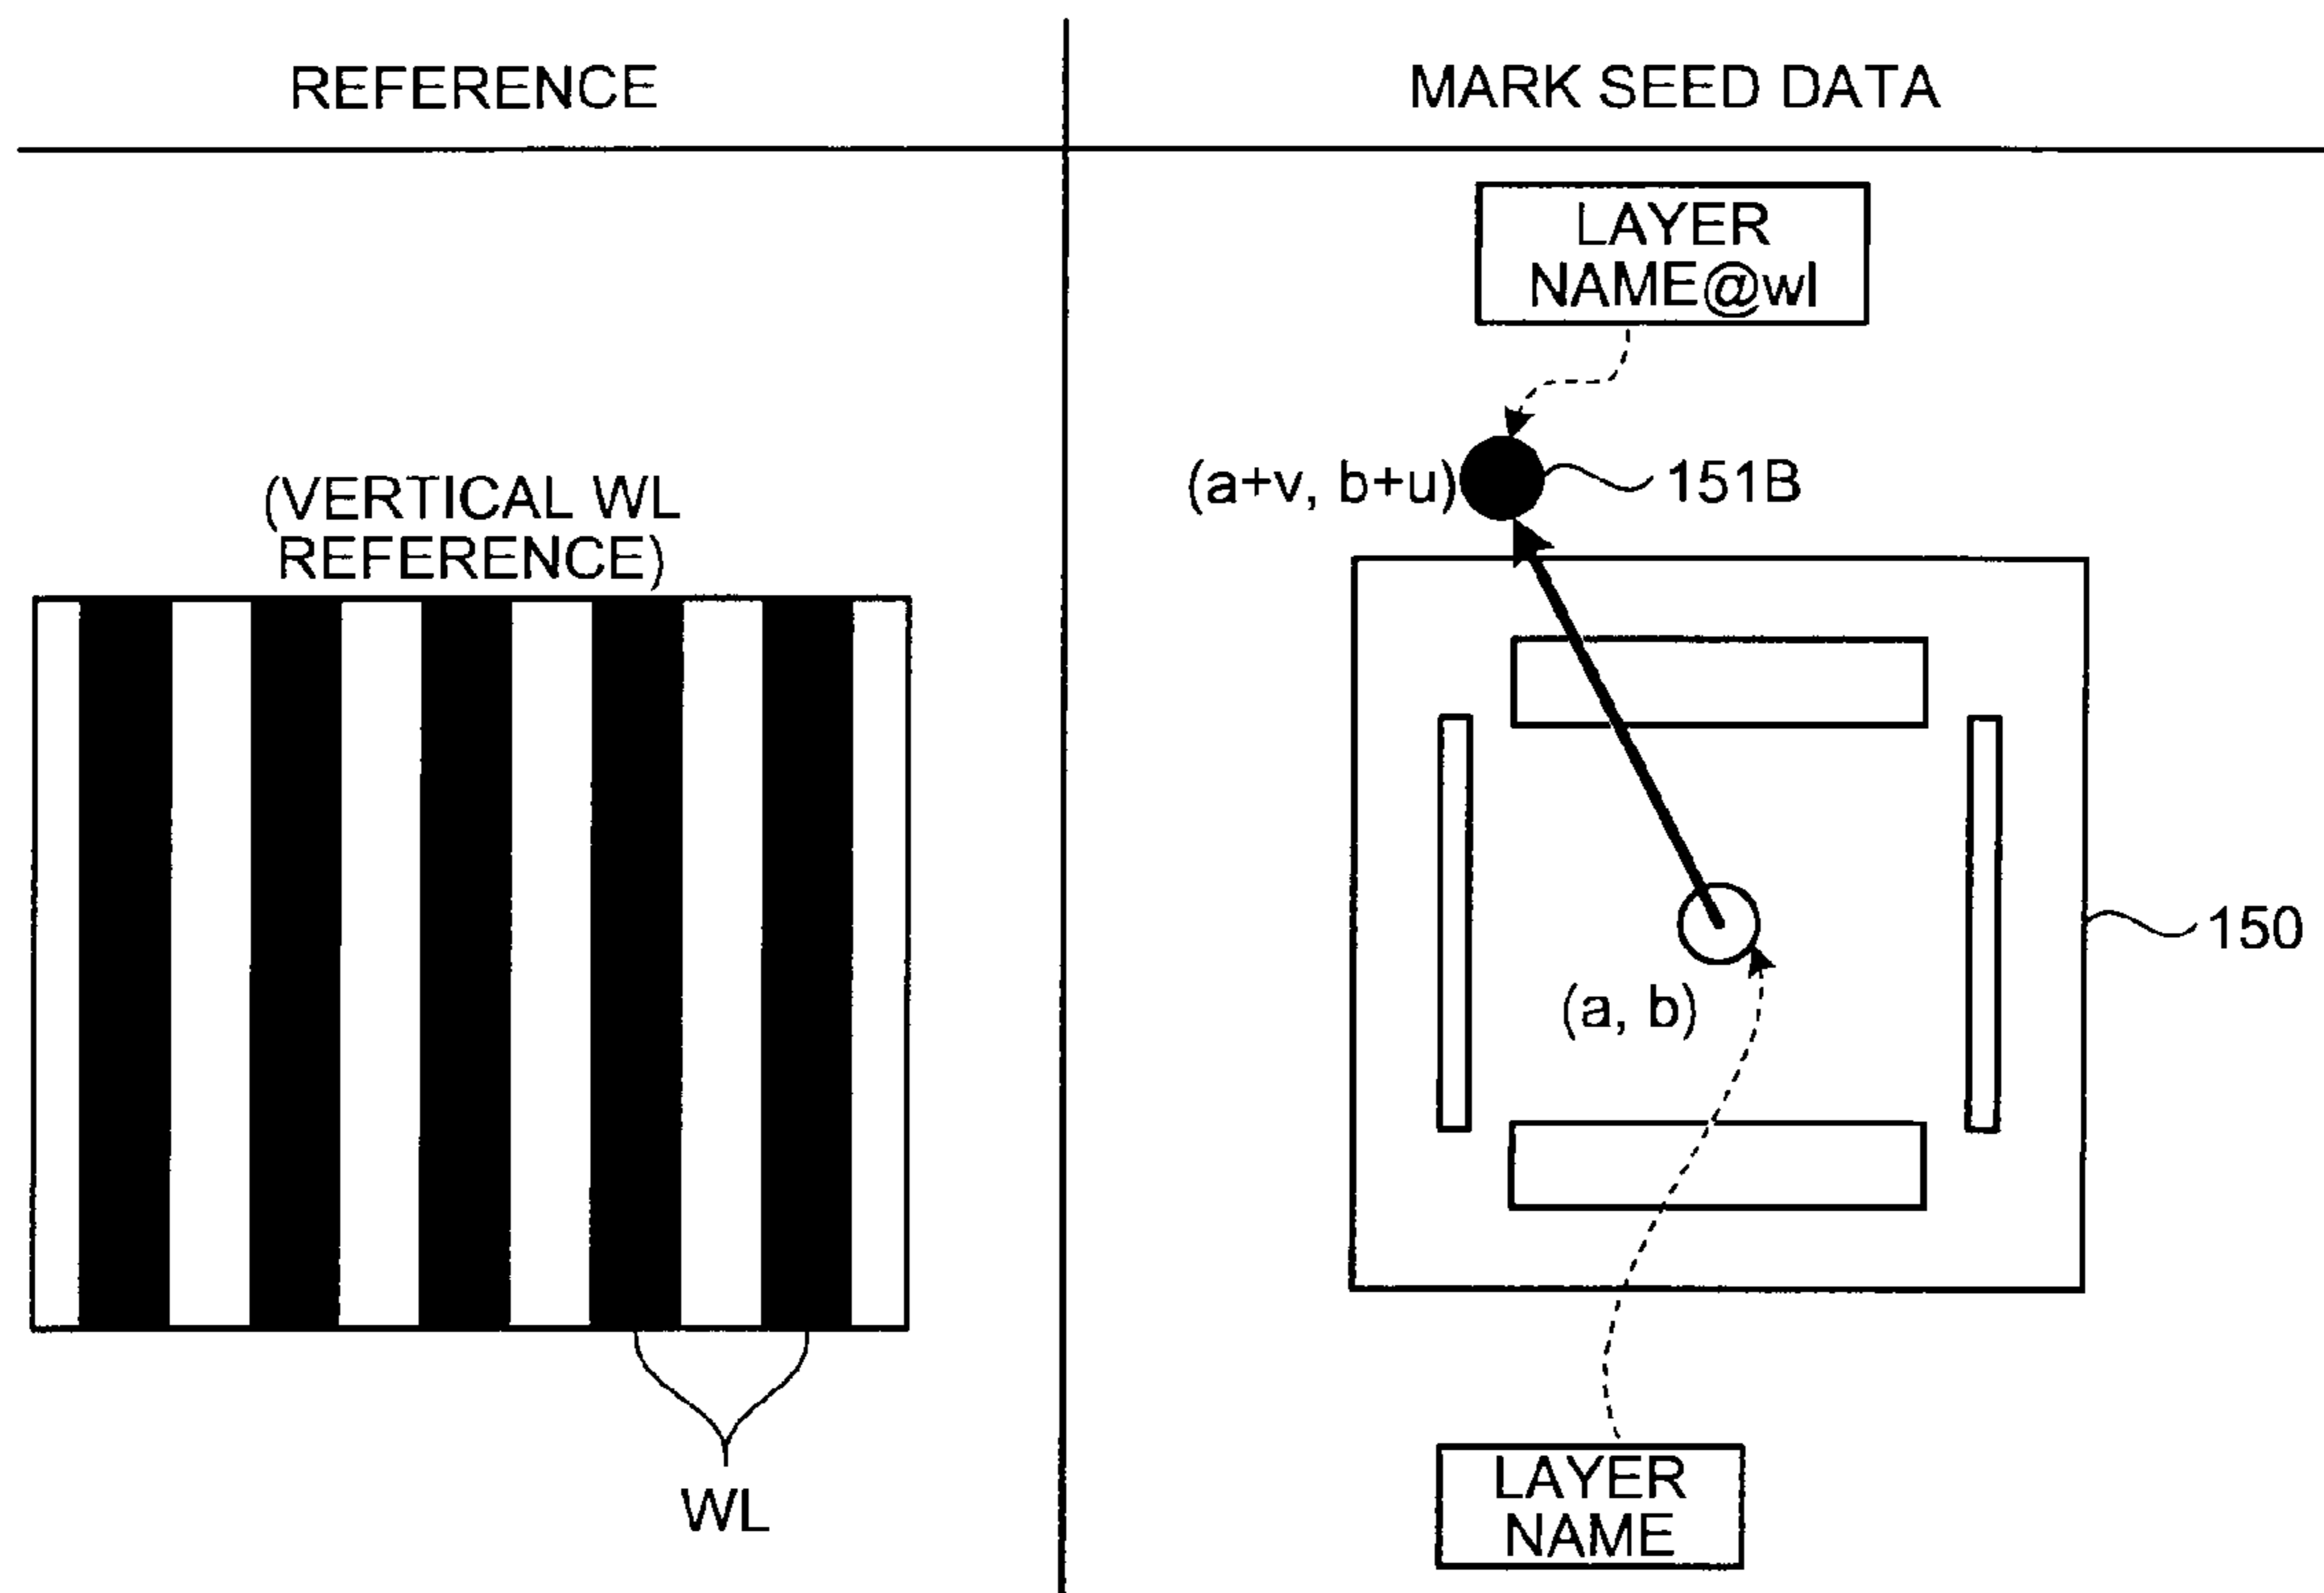 REFERENCE
MARK SEED DATA
(VERTICAL WL
REFERENCE)
WL
LAYER
NAME@wl
(a+v, b+u)
151B
150
(a, b)
LAYER
NAME